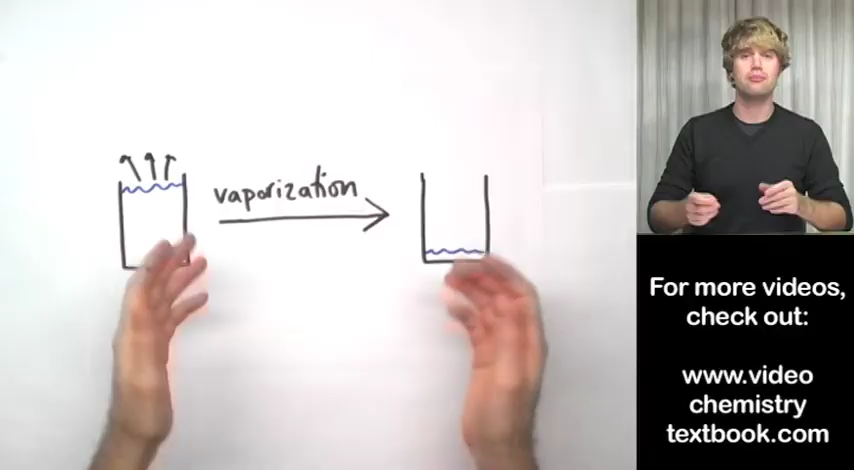 vaporization
For more videos,
check out:
www.video
chemistry
textbook.com